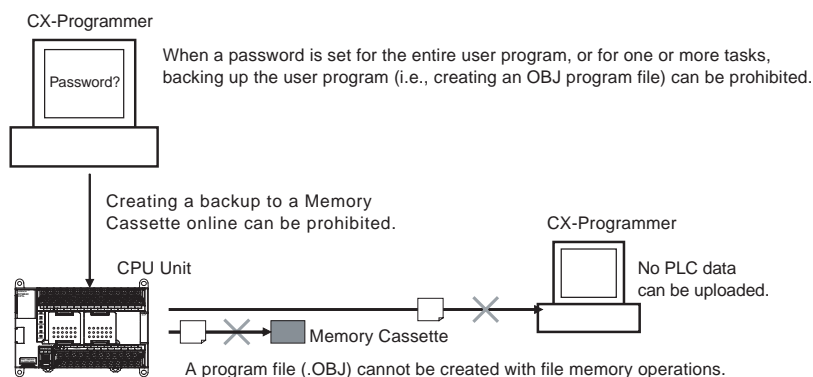 CX-Programmer
Password?
When a password is set for the entire user program, or for one or more tasks,
backing up the user program (i.e., creating an OBJ program file) can be prohibited.
Creating a backup to a Memory
Cassette online can be prohibited.
CX-Programmer
CPU Unit
No PLC data
can be uploaded.
Memory Cassette
A program file (.OBJ) cannot be created with file memory operations.